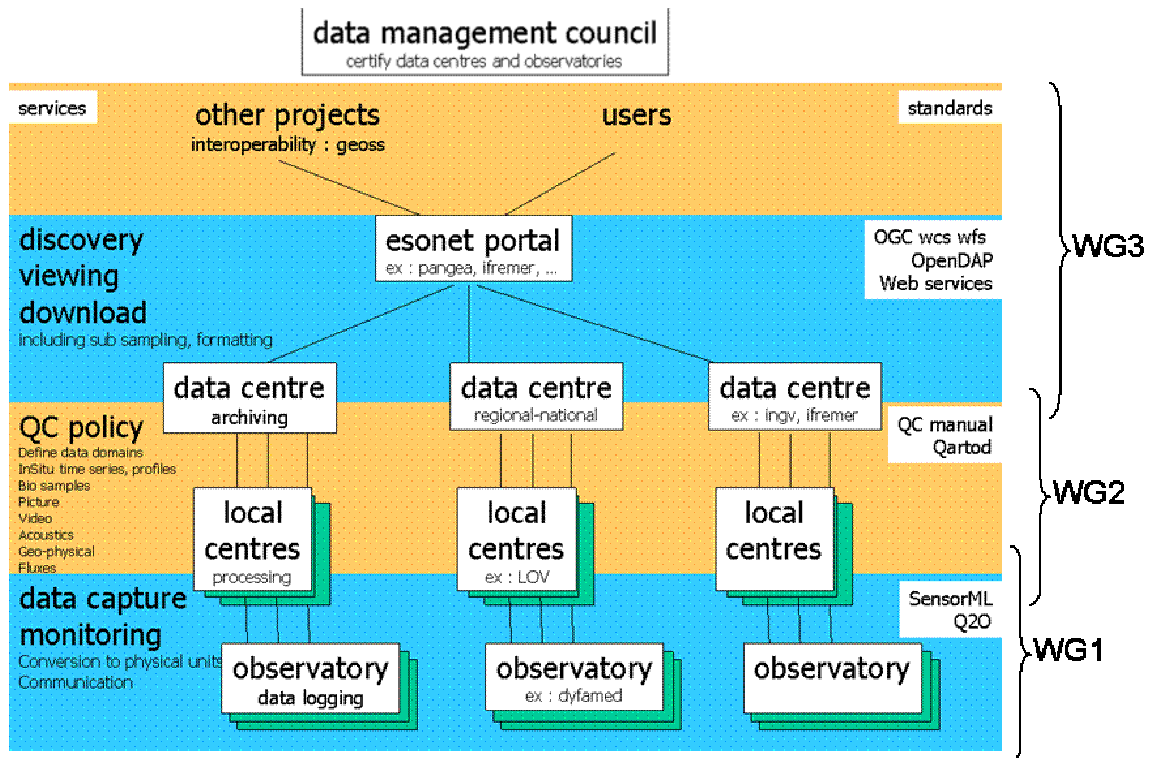 data management council
certify data centres and observatories
services
other projects
interoperability : geoss
users
standards
discovery
viewing
download
including sub sampling, formatting
esonet portal
ex : pangea, ifremer, ...
OGC wcs wfs
OpenDAP
Web services
WG3
data centre
archiving
data centre
regional-national
data centre
ex : ingv, ifremer
QC policy
Define data domains
InSitu time series, profiles
Bio samples
Picture
Video
Acoustics
Geo-physical
Fluxes
QC manual
Qartod
WG2
local
centres
processing
local
centres
ex : LOV
local
centres
data capture
monitoring
Conversion to physical units
Communication
SensorML
Q2O
WG1
observatory
data logging
observatory
ex : dyfamed
observatory